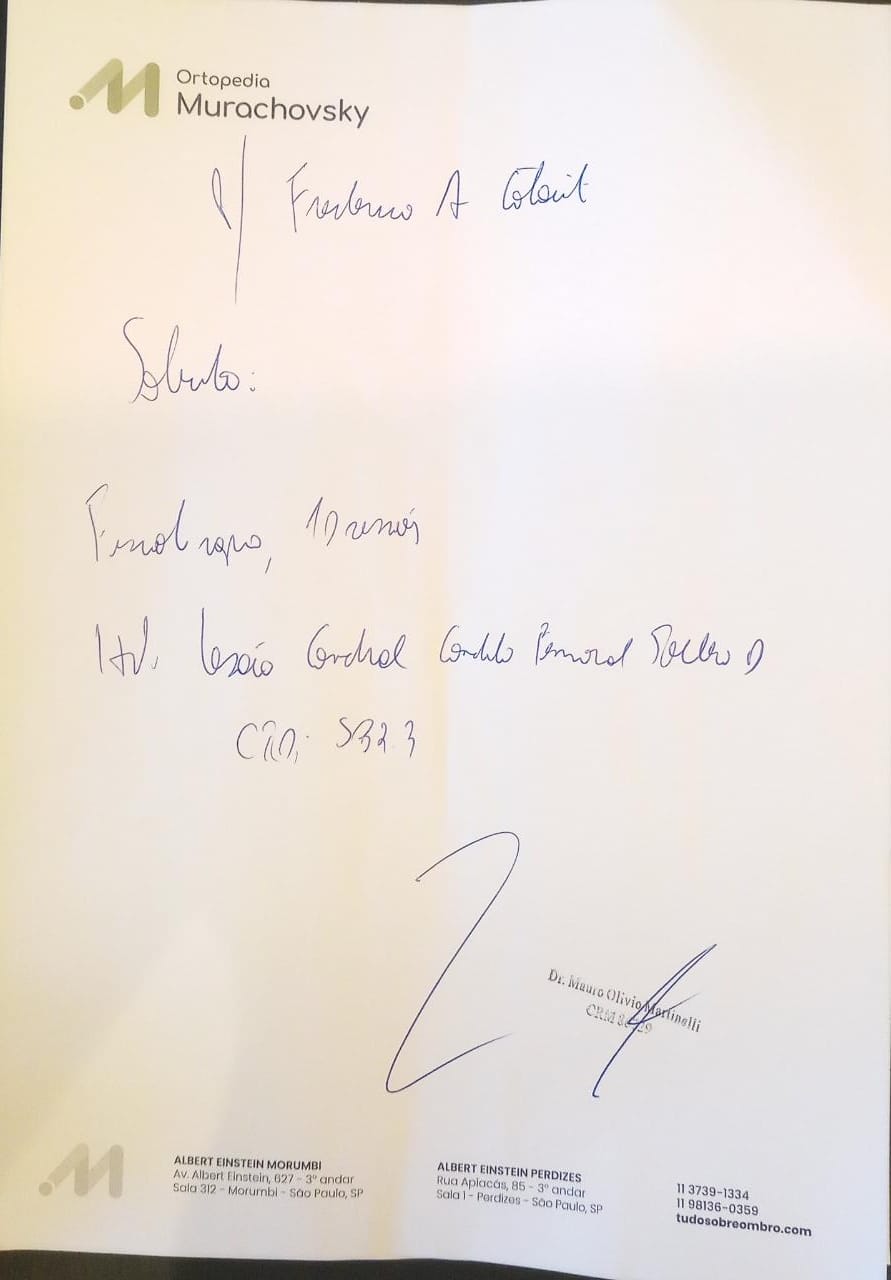 Ortopedia
Murachovsky
p/ Frederico A
Solicito:
Fisioterapia, 10 sessões
HD: Lesão Condral Côndilo Femoral Joelho D
CID: S83.3
Dr. Mauro Olivio Martinelli
CRM
ALBERT EINSTEIN MORUMBI
Av. Albert Einstein, 627 - 3º andar
Sala 312 - Morumbi - São Paulo, SP
ALBERT EINSTEIN PERDIZES
Rua Apiacás, 85 - 3º andar
Sala 1 - Perdizes - São Paulo, SP
11 3739-1334
11 98136-0359
tudosobreombro.com